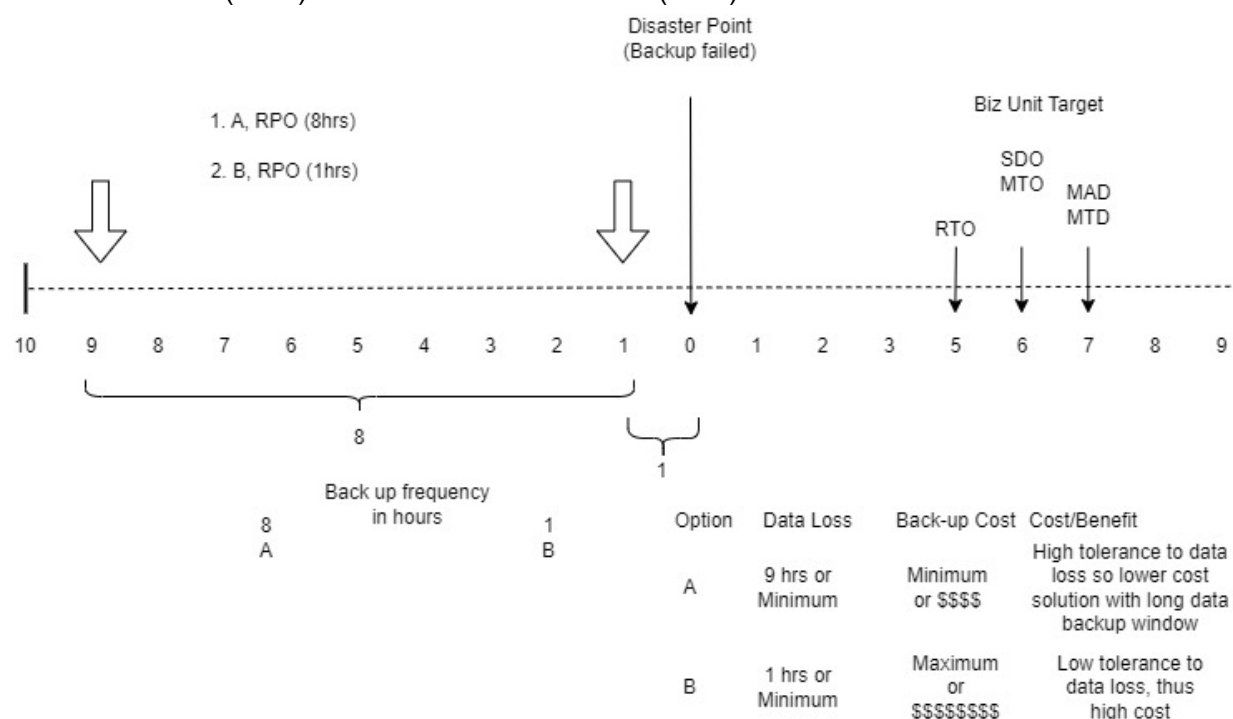 Disaster Point
(Backup failed)
Biz Unit Target
1. A, RPO (8hrs)
2. B, RPO (1hrs)
SDO
MTO
MAD
MTD
RTO
10 9 8 7 6 5 4 3 2 1 0 1 2 3 5 6 7 8 9
8
1
Back up frequency
in hours
8
A
1
B
Option Data Loss Back-up Cost Cost/Benefit
A
9 hrs or
Minimum
Minimum
or $$$$
High tolerance to data
loss so lower cost
solution with long data
backup window
B
1 hrs or
Minimum
Maximum
or
$$$$$$$$
Low tolerance to
data loss, thus
high cost